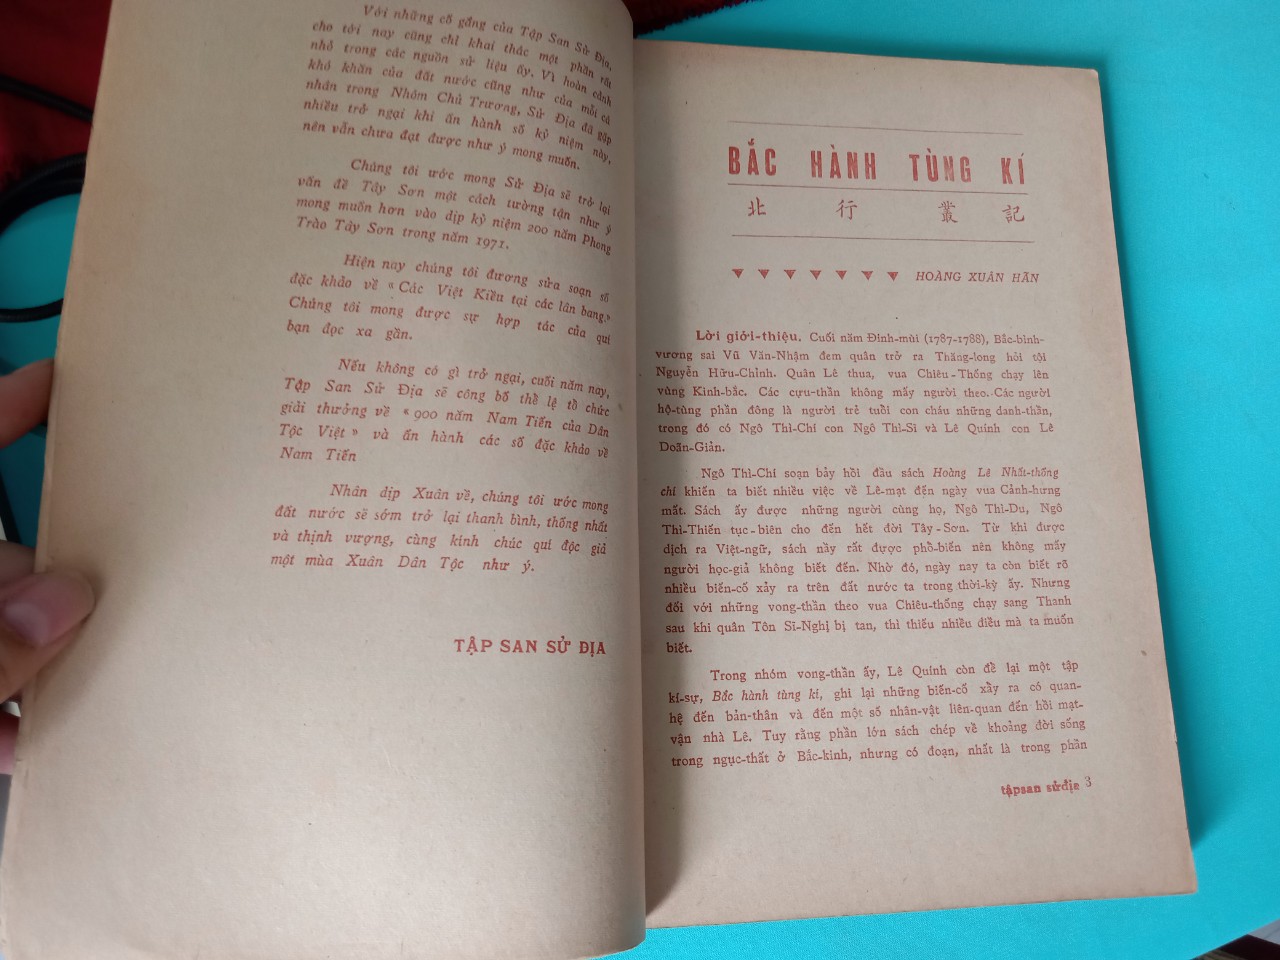 Với những cố gắng của Tập San Sử Địa,
cho tới nay cũng chỉ khai thác một phần rất
nhỏ trong các nguồn sử liệu ấy. Vì hoàn cảnh
khó khăn của đất nước cũng như của mỗi cá
nhân trong Nhóm Chủ Trương, Sử Địa đã gặp
nhiều trở ngại khi ấn hành số kỷ niệm này,
nên vẫn chưa đạt được như ý mong muốn.
Chúng tôi ước mong Sử Địa sẽ trở lại
vấn đề Tây Sơn một cách tường tận như ý
mong muốn hơn vào dịp kỷ niệm 200 năm Phong
Trào Tây Sơn trong năm 1971.
Hiện nay chúng tôi đương sửa soạn số
đặc khảo về « Các Việt Kiều tại các lân bang.»
Chúng tôi mong được sự hợp tác của quí
bạn đọc xa gần.
Nếu không có gì trở ngại, cuối năm nay,
Tập San Sử Địa sẽ công bố thể lệ tổ chức
giải thưởng về « 900 năm Nam Tiến của Dân
Tộc Việt » và ấn hành các số đặc khảo về
Nam Tiến
Nhân dịp Xuân về, chúng tôi ước mong
đất nước sẽ sớm trở lại thanh bình, thống nhất
và thịnh vượng, cùng kính chúc quí độc giả
một mùa Xuân Dân Tộc như ý.
TẬP SAN SỬ ĐỊA
BẮC HÀNH TÙNG KÍ
北 行 叢 記
HOÀNG XUÂN HÃN
Lời giới-thiệu. Cuối năm Đinh-mùi (1787-1788), Bắc-bình-
vương sai Vũ Văn-Nhậm đem quân trở ra Thăng-long hỏi tội
Nguyễn Hữu-Chỉnh. Quân Lê thua, vua Chiêu-Thống chạy lên
vùng Kinh-bắc. Các cựu-thần không mấy người theo. Các người
hộ-tùng phần đông là người trẻ tuổi con cháu những danh-thần,
trong đó có Ngô Thì-Chí con Ngô Thì-Sĩ và Lê Quính con Lê
Doãn-Giản.
Ngô Thì-Chí soạn bảy hồi đầu sách Hoàng Lê Nhất-thống
chí khiến ta biết nhiều việc về Lê-mạt đến ngày vua Cảnh-hưng
mất. Sách ấy được những người cùng họ, Ngô Thì-Du, Ngô
Thì-Thiến tục-biên cho đến hết đời Tây-Sơn. Từ khi được
dịch ra Việt-ngữ, sách nầy rất được phổ-biến nên không mấy
người học-giả không biết đến. Nhờ đó, ngày nay ta còn biết rõ
nhiều biến-cố xảy ra trên đất nước ta trong thời-kỳ ấy. Nhưng
đối với những vong-thần theo vua Chiêu-thống chạy sang Thanh
sau khi quân Tôn Sĩ-Nghị bị tan, thì thiếu nhiều điều mà ta muốn
biết.
Trong nhóm vong-thần ấy, Lê Quính còn để lại một tập
kí-sự, Bắc hành tùng kí, ghi lại những biến-cố xẩy ra có quan-
hệ đến bản-thân và đến một số nhân-vật liên-quan đến hồi mạt-
vận nhà Lê. Tuy rằng phần lớn sách chép về khoảng đời sống
trong ngục-thất ở Bắc-kinh, nhưng có đoạn, nhất là trong phần
tậpsan sửđịa 3